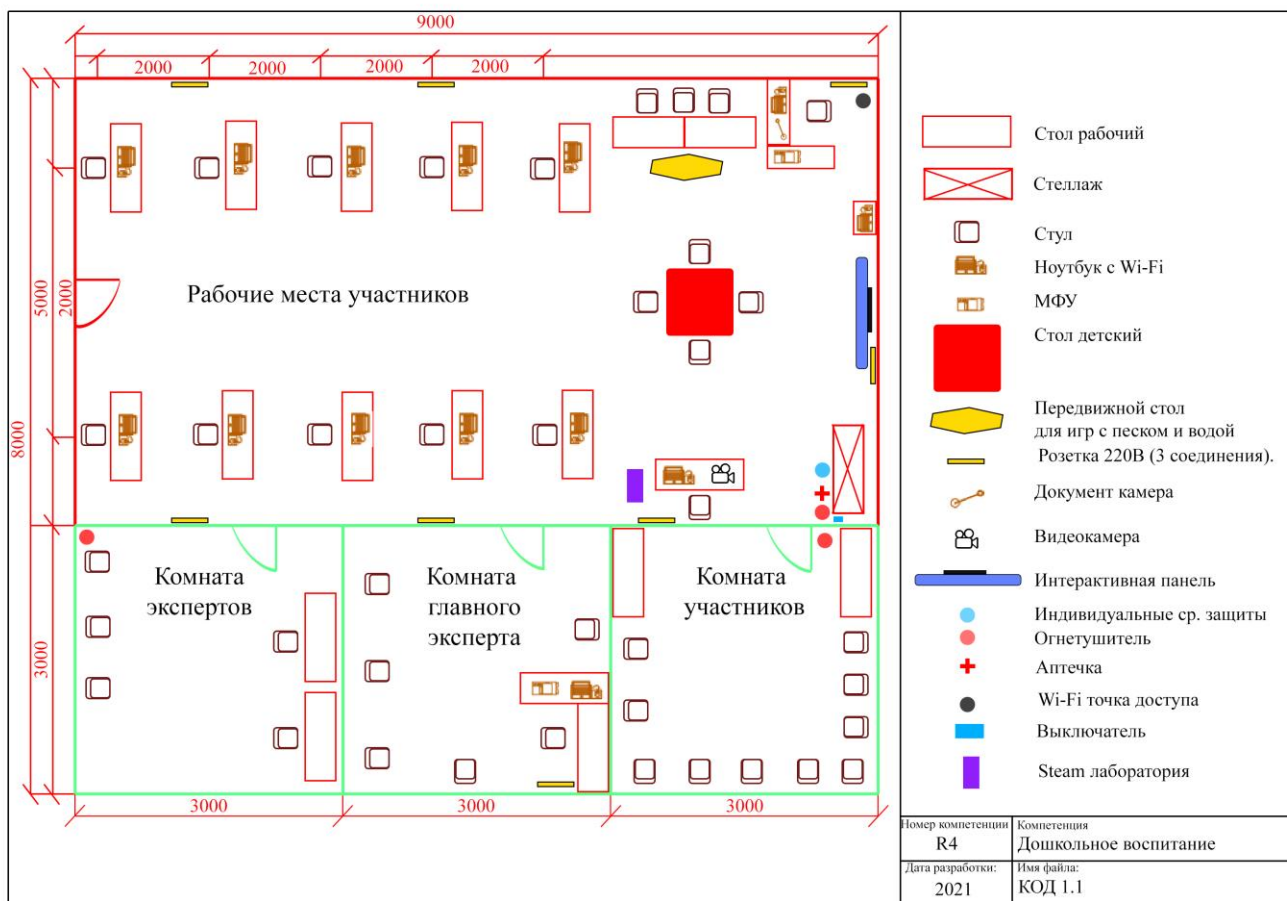 9000
2000
2000
2000
2000
8000
5000
2000
3000
Рабочие места участников
Комната
экспертов
Комната
главного
эксперта
Комната
участников
3000
3000
3000
Стол рабочий
Стеллаж
Стул
Ноутбук с Wi-Fi
МФУ
Стол детский
Передвижной стол
для игр с песком и водой
Розетка 220В (3 соединения).
Документ камера
Видеокамера
Интерактивная панель
Индивидуальные ср. защиты
Огнетушитель
Аптечка
Wi-Fi точка доступа
Выключатель
Steam лаборатория
Номер компетенции
R4
Компетенция
Дошкольное воспитание
Дата разработки:
2021
Имя файла:
КОД 1.1